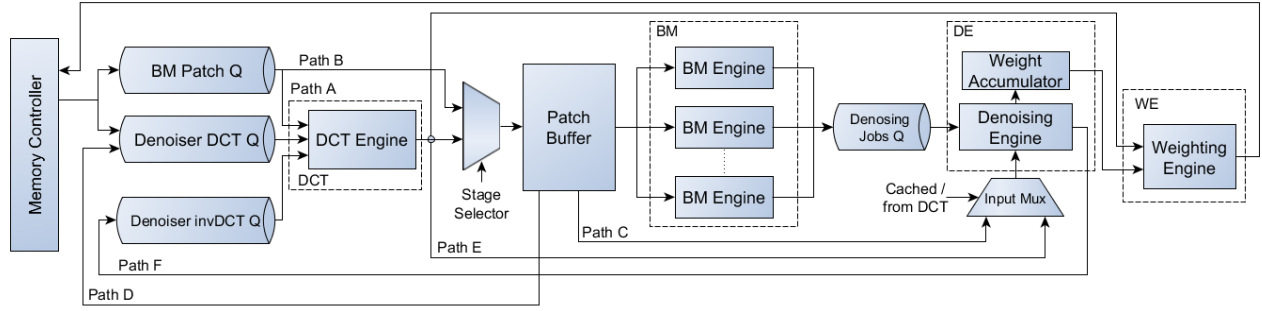 Memory Controller
BM Patch Q
Denoiser DCT Q
Denoiser invDCT Q
Path B
Path A
DCT Engine
DCT
Stage
Selector
Patch
Buffer
BM
BM Engine
BM Engine
BM Engine
Denosing
Jobs Q
DE
Weight
Accumulator
Denoising
Engine
Cached /
from DCT
Input Mux
WE
Weighting
Engine
Path C
Path E
Path F
Path D